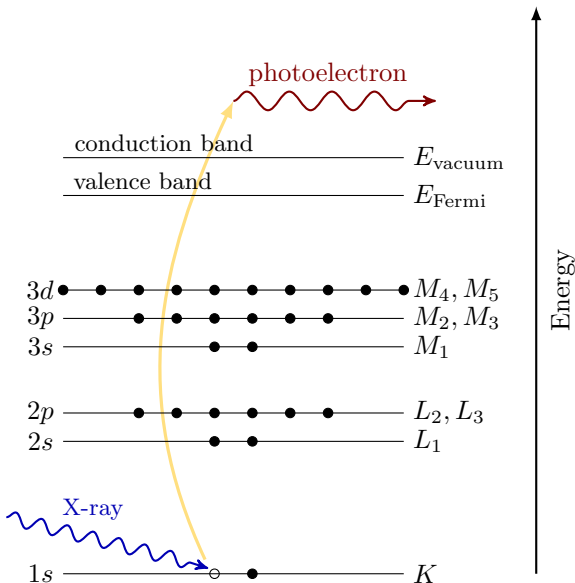 photoelectron
conduction band
E_vacuum
valence band
E_Fermi
Energy
3d
M_4, M_5
3p
M_2, M_3
3s
M_1
2p
L_2, L_3
2s
L_1
X-ray
1s
K